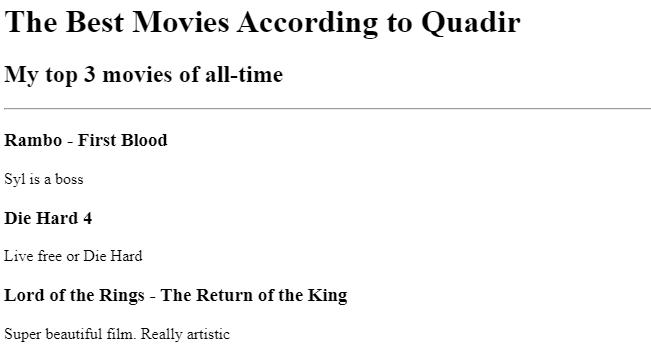 The Best Movies According to Quadir
My top 3 movies of all-time
Rambo - First Blood
Syl is a boss
Die Hard 4
Live free or Die Hard
Lord of the Rings - The Return of the King
Super beautiful film. Really artistic